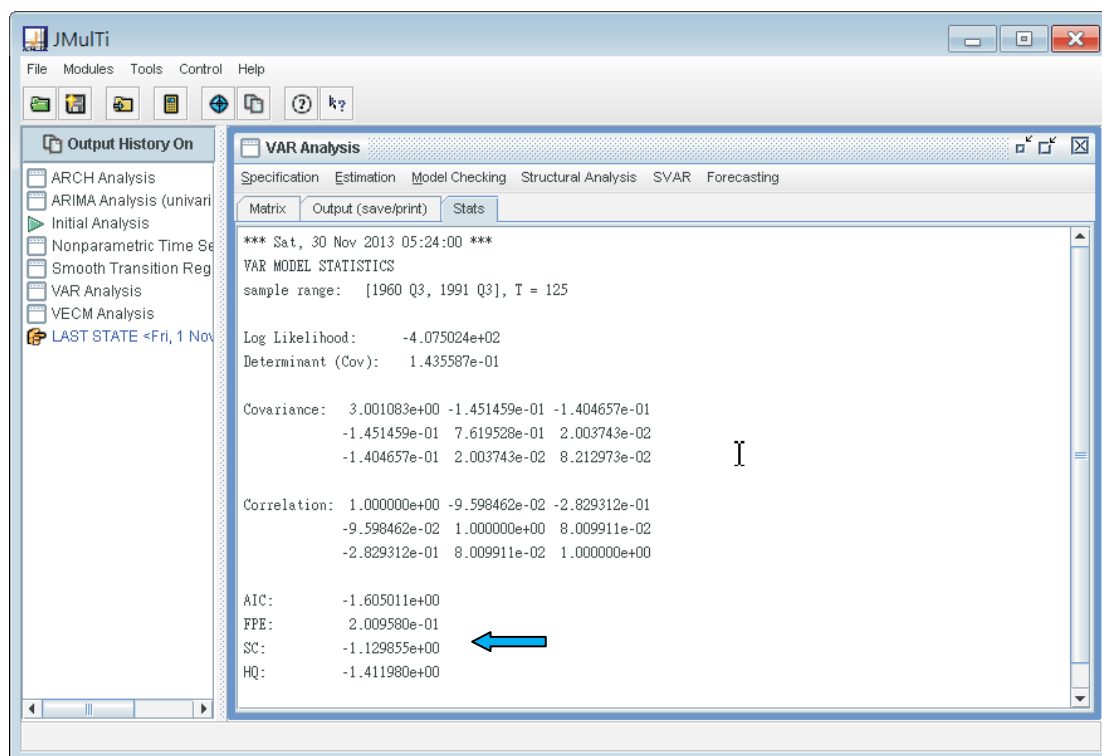 JMulTi
File Modules Tools Control Help
Output History On
ARCH Analysis
ARIMA Analysis (univari
Initial Analysis
Nonparametric Time Se
Smooth Transition Reg
VAR Analysis
VECM Analysis
LAST STATE <Fri, 1 Nov
VAR Analysis
Specification Estimation Model Checking Structural Analysis SVAR Forecasting
Matrix Output (save/print) Stats
*** Sat, 30 Nov 2013 05:24:00 ***
VAR MODEL STATISTICS
sample range: [1960 Q3, 1991 Q3], T = 125
Log Likelihood: -4.075024e+02
Determinant (Cov): 1.435587e-01
Covariance: 3.001083e+00 -1.451459e-01 -1.404657e-01
-1.451459e-01 7.619528e-01 2.003743e-02
-1.404657e-01 2.003743e-02 8.212973e-02
Correlation: 1.000000e+00 -9.598462e-02 -2.829312e-01
-9.598462e-02 1.000000e+00 8.009911e-02
-2.829312e-01 8.009911e-02 1.000000e+00
AIC: -1.605011e+00
FPE: 2.009580e-01
SC: -1.129855e+00
HQ: -1.411980e+00